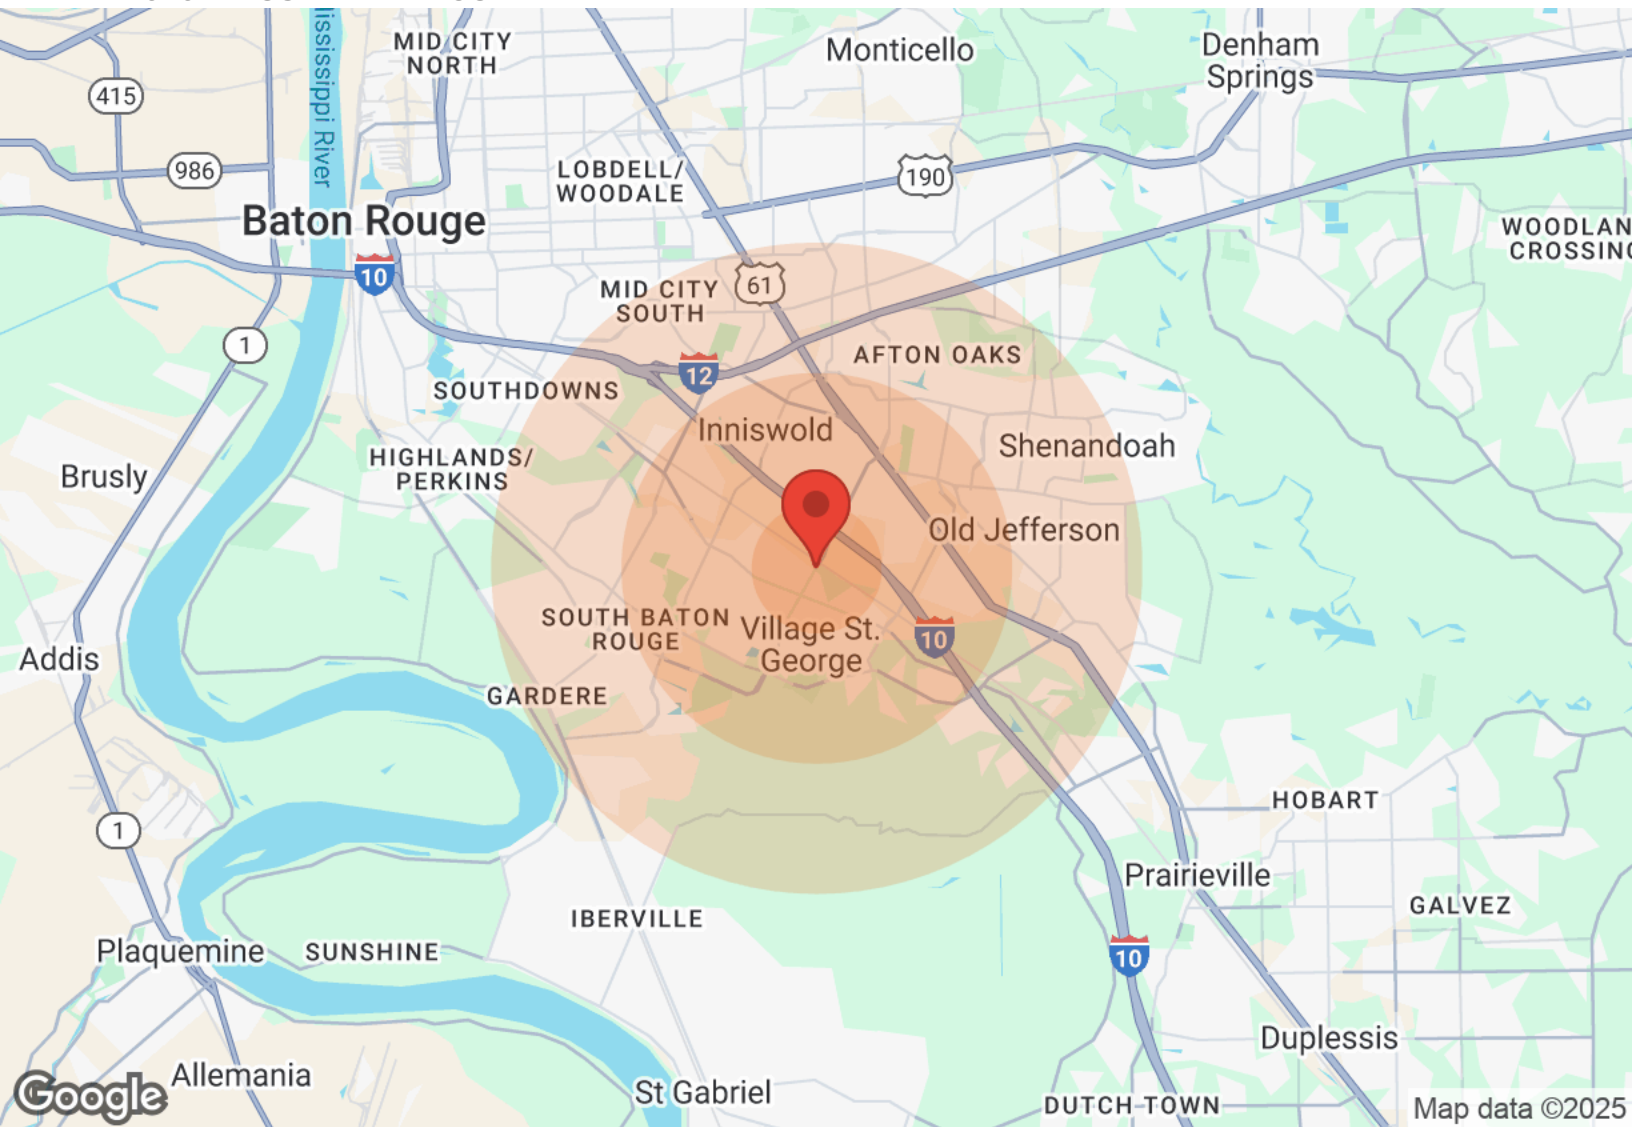 MID CITY
NORTH
Monticello
Denham
Springs
415
Mississippi River
986
LOBDELL/
WOODALE
190
Baton Rouge
10
WOODLAN
CROSSING
61
MID CITY
SOUTH
1
12
AFTON OAKS
SOUTHDOWNS
Inniswold
Shenandoah
HIGHLANDS/
PERKINS
Brusly
Old Jefferson
SOUTH BATON
ROUGE
Village St.
George
10
Addis
GARDERE
HOBART
1
Prairieville
GALVEZ
IBERVILLE
Plaquemine
SUNSHINE
10
Duplessis
Allemania
St Gabriel
DUTCH TOWN
Google
Map data ©2025